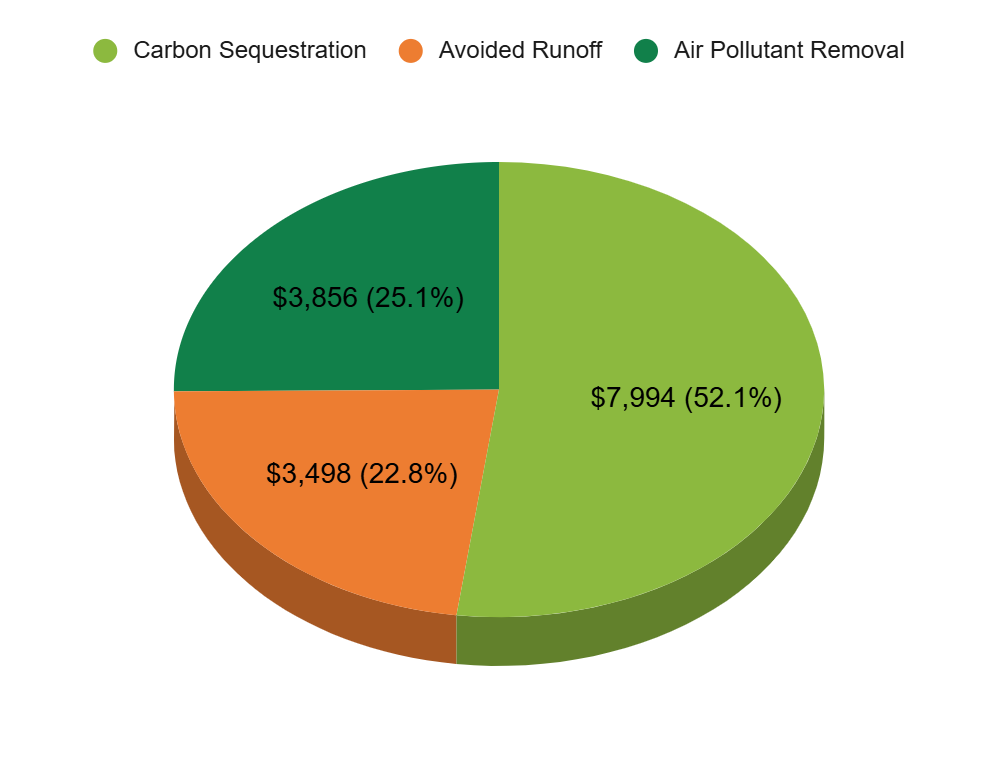 Carbon Sequestration Avoided Runoff Air Pollutant Removal
$3,856 (25.1%)
$7,994 (52.1%)
$3,498 (22.8%)